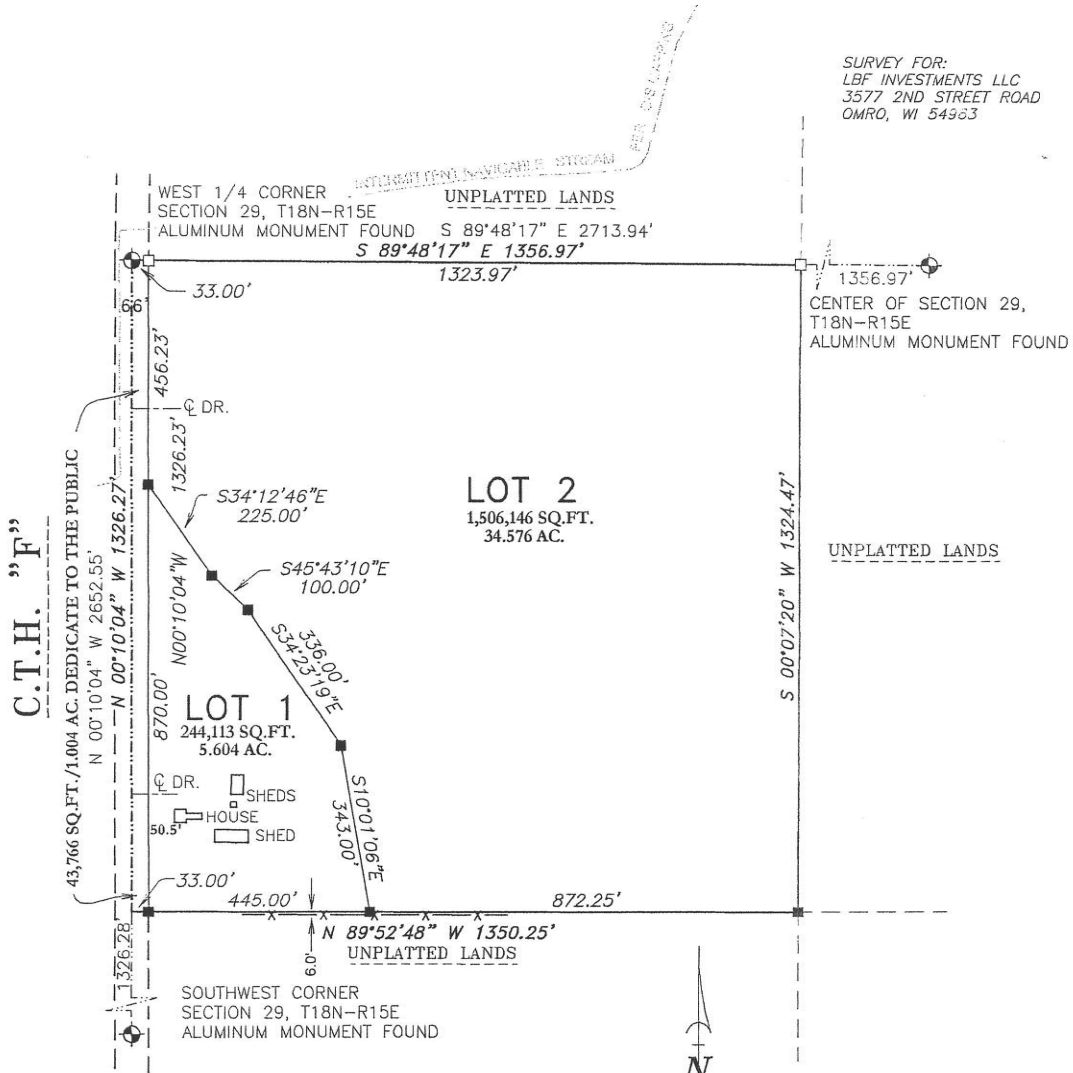 SURVEY FOR:
LBF INVESTMENTS LLC
3577 2ND STREET ROAD
OMRO, WI 54963
INTERMITTENT NAVIGABLE STREAM
UNPLATTED LANDS
WEST 1/4 CORNER
SECTION 29, T18N-R15E
ALUMINUM MONUMENT FOUND
S 89°48'17" E 2713.94'
S 89°48'17" E 1356.97'
1323.97'
33.00'
66'
1356.97'
CENTER OF SECTION 29,
T18N-R15E
ALUMINUM MONUMENT FOUND
456.23'
℄ DR.
1326.23'
S34°12'46"E
225.00'
S45°43'10"E
100.00'
336.00'
S34°23'19"E
N00°10'04"W
LOT 2
1,506,146 SQ.FT.
34.576 AC.
UNPLATTED LANDS
S 00°07'20" W 1324.47'
C.T.H. "F"
43,766 SQ.FT./1.004 AC. DEDICATE TO THE PUBLIC
N 00°10'04" W 2652.55'
N 00°10'04" W 1326.27'
870.00'
LOT 1
244,113 SQ.FT.
5.604 AC.
℄ DR.
SHEDS
HOUSE
50.5'
SHED
S10°01'06"E
343.00'
33.00'
445.00'
872.25'
N 89°52'48" W 1350.25'
UNPLATTED LANDS
6.0'
1326.28
SOUTHWEST CORNER
SECTION 29, T18N-R15E
ALUMINUM MONUMENT FOUND
N